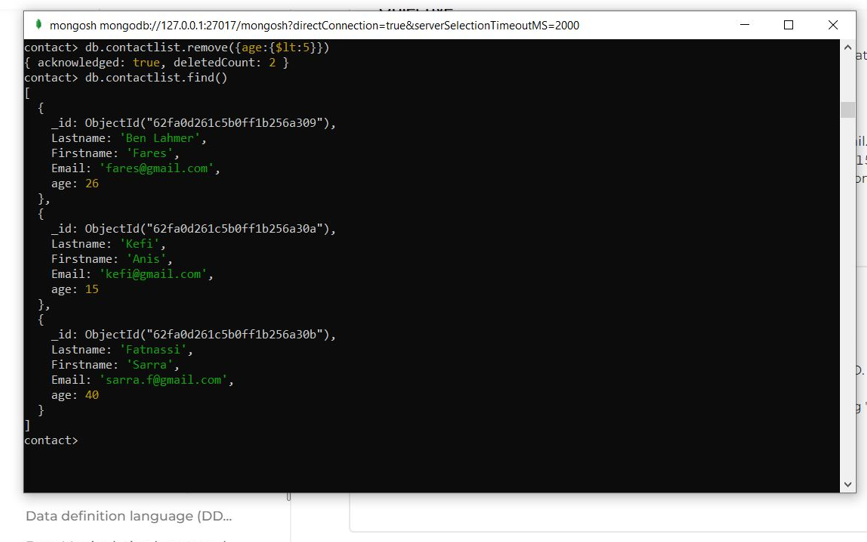 mongosh mongodb://127.0.0.1:27017/mongosh?directConnection=true&serverSelectionTimeoutMS=2000
contact> db.contactlist.remove({age:{$lt:5}})
{ acknowledged: true, deletedCount: 2 }
contact> db.contactlist.find()
[
  {
    _id: ObjectId("62fa0d261c5b0ff1b256a309"),
    Lastname: 'Ben Lahmer',
    Firstname: 'Fares',
    Email: 'fares@gmail.com',
    age: 26
  },
  {
    _id: ObjectId("62fa0d261c5b0ff1b256a30a"),
    Lastname: 'Kefi',
    Firstname: 'Anis',
    Email: 'kefi@gmail.com',
    age: 15
  },
  {
    _id: ObjectId("62fa0d261c5b0ff1b256a30b"),
    Lastname: 'Fatnassi',
    Firstname: 'Sarra',
    Email: 'sarra.f@gmail.com',
    age: 40
  }
]
contact>
Data definition language (DD...